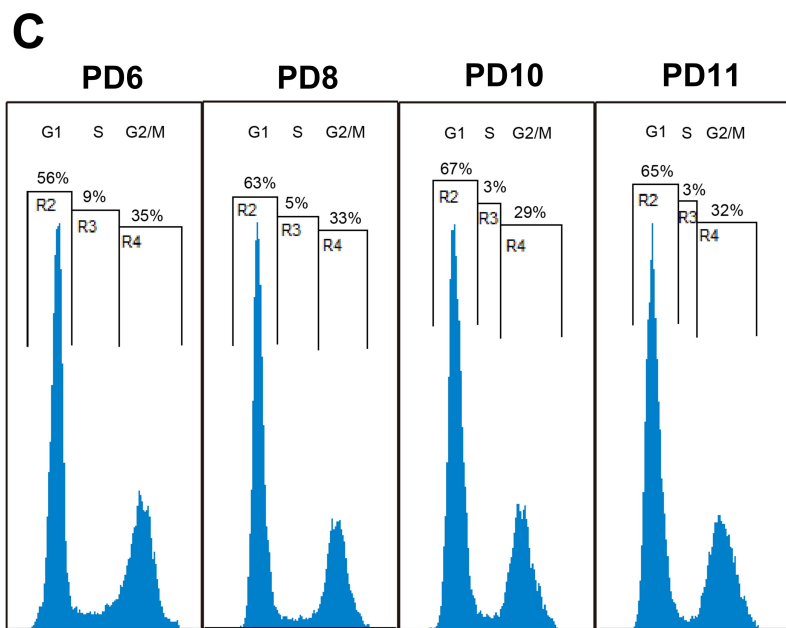 C
PD6 PD8 PD10 PD11
G1 S G2/M G1 S G2/M G1 S G2/M G1 S G2/M
56% 9% 35% 63% 5% 33% 67% 3% 29% 65% 3% 32%
R2 R3 R4 R2 R3 R4 R2 R3 R4 R2 R3 R4